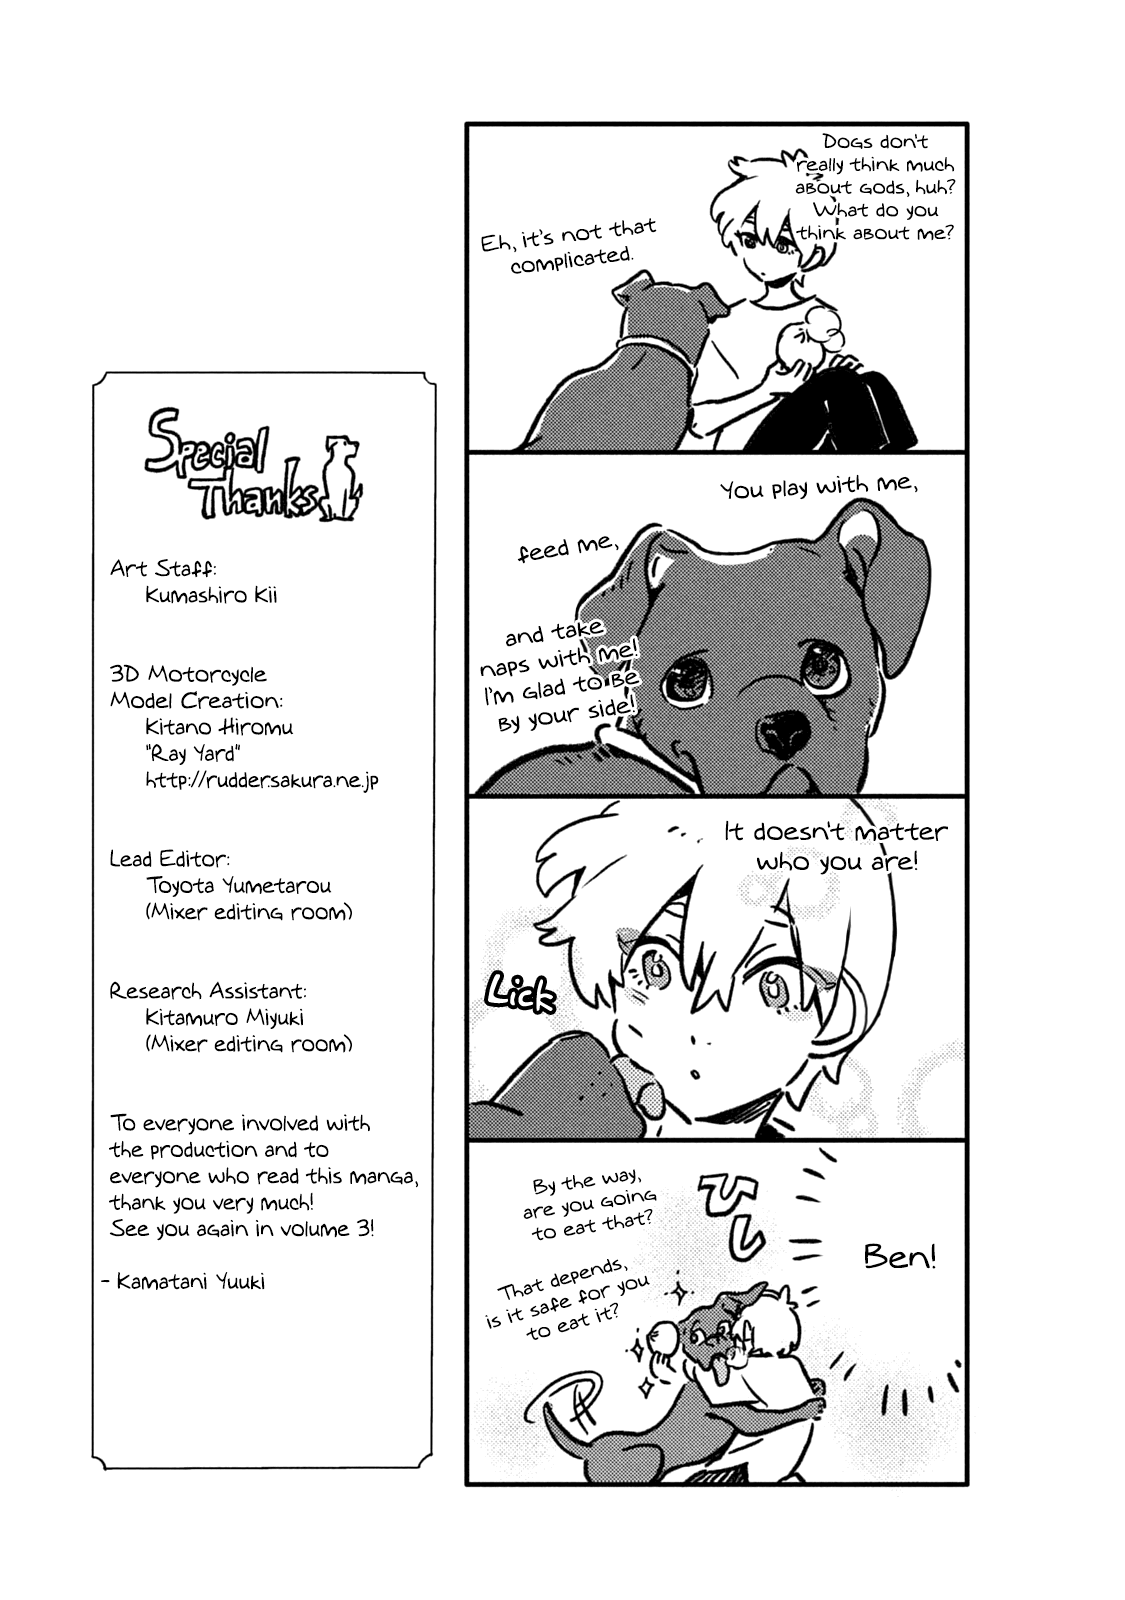 Dogs don't
really think much
about gods, huh?
What do you
think about me?
Eh, it's not that
complicated.
You play with me,
feed me,
and take
naps with me!
I'm glad to be
by your side!
It doesn't matter
who you are!
Lick
By the way,
are you going
to eat that?
ひし
Ben!
That depends,
is it safe for you
to eat it?
Special
Thanks
Art Staff:
Kumashiro Kii
3D Motorcycle
Model Creation:
Kitano Hiromu
"Ray Yard"
http://rudder.sakura.ne.jp
Lead Editor:
Toyota Yumetarou
(Mixer editing room)
Research Assistant:
Kitamuro Miyuki
(Mixer editing room)
To everyone involved with
the production and to
everyone who read this manga,
thank you very much!
See you again in volume 3!
- Kamatani Yuuki